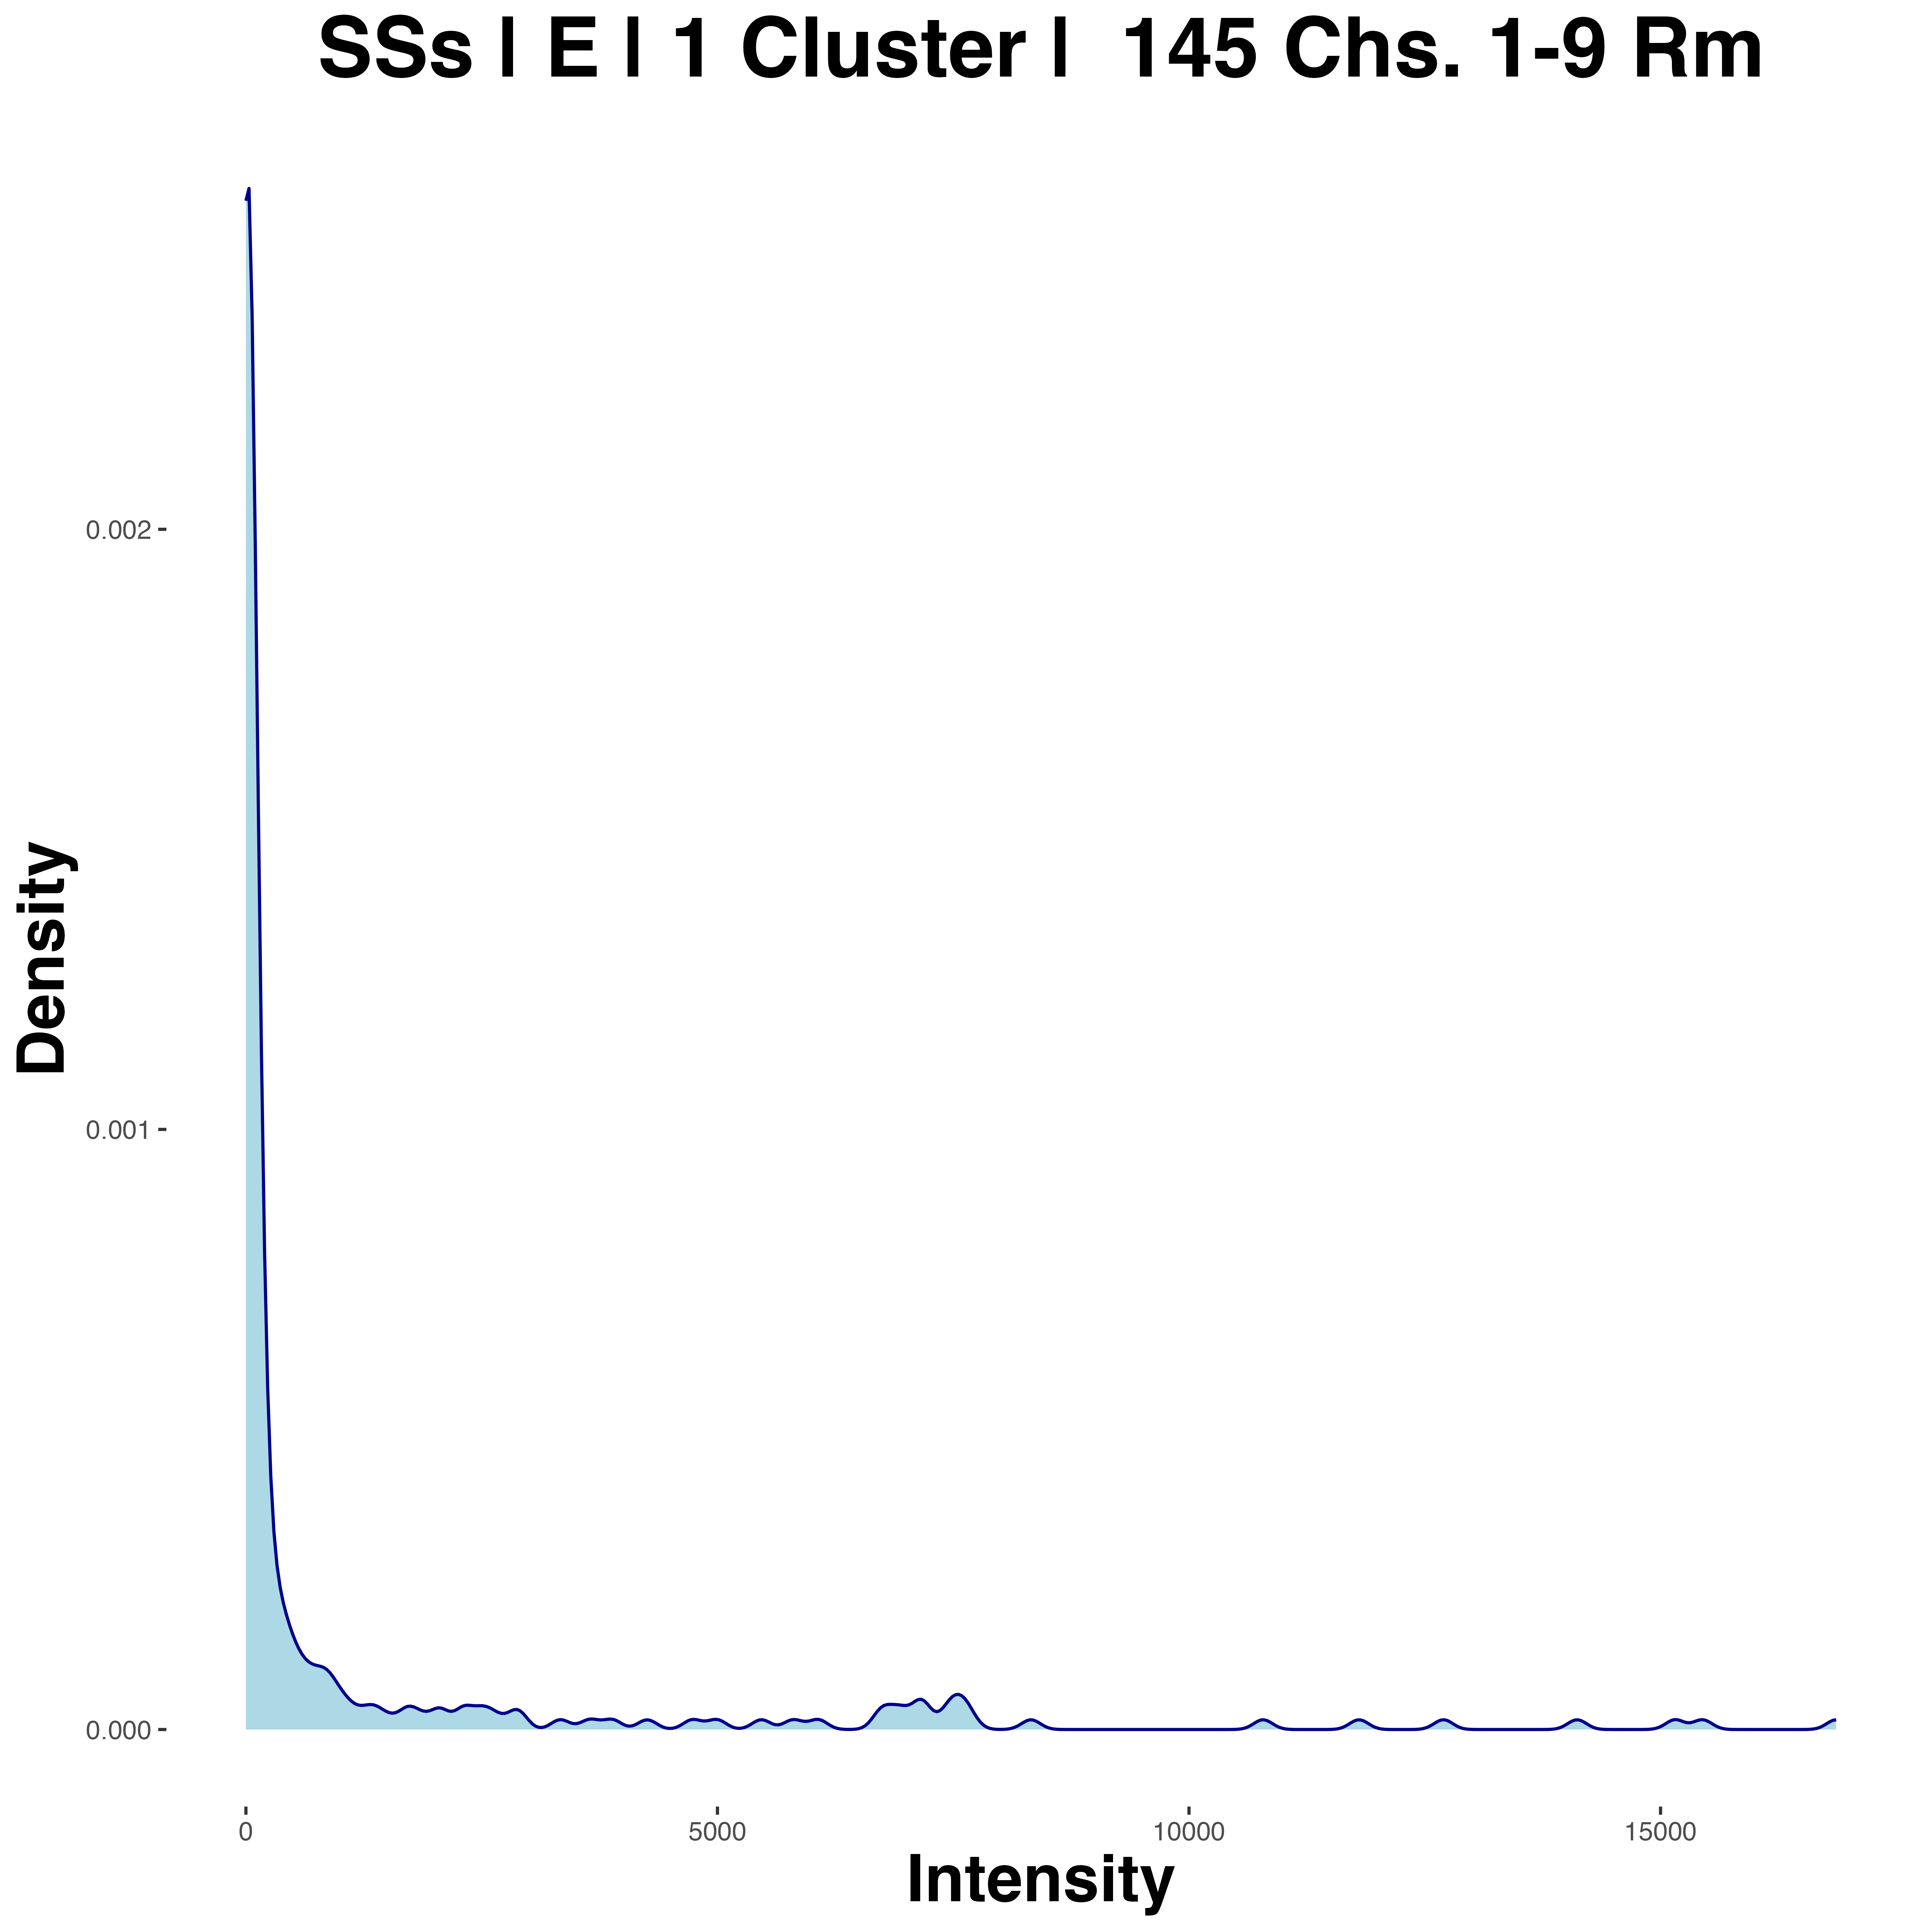 SSs | E | 1 Cluster |  145 Chs. 1-9 Rm
Density
0.002
0.001
0.000
0
5000
10000
15000
Intensity